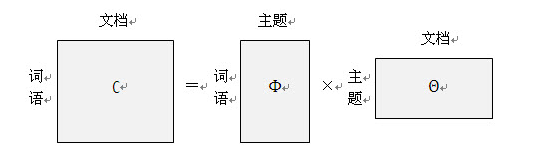 文档
主题
文档
词
语
C
=
词
语
Φ
×
主
题
Θ